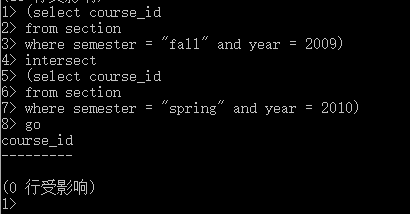 1> (select course_id
2> from section
3> where semester = "fall" and year = 2009)
4> intersect
5> (select course_id
6> from section
7> where semester = "spring" and year = 2010)
8> go
course_id
---------

(0 行受影响)
1>